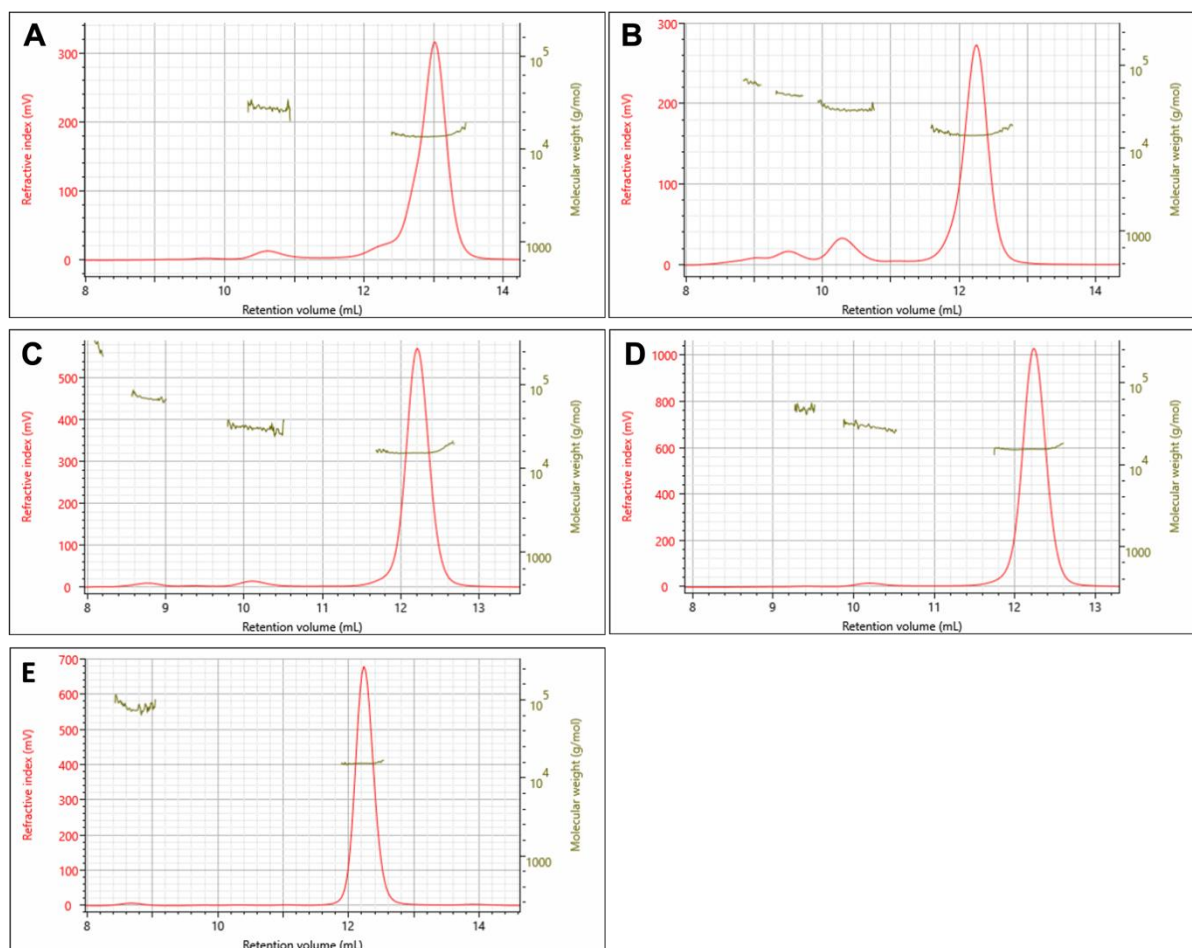 A
Refractive index (mV)
300
200
100
0
8 10 12 14
Retention volume (mL)
10^5
10^4
1000
Molecular weight (g/mol)
B
Refractive index (mV)
300
200
100
0
8 10 12 14
Retention volume (mL)
10^5
10^4
1000
Molecular weight (g/mol)
C
Refractive index (mV)
500
400
300
200
100
0
8 9 10 11 12 13
Retention volume (mL)
10^5
10^4
1000
Molecular weight (g/mol)
D
Refractive index (mV)
1000
800
600
400
200
0
8 9 10 11 12 13
Retention volume (mL)
10^5
10^4
1000
Molecular weight (g/mol)
E
Refractive index (mV)
700
600
500
400
300
200
100
0
8 10 12 14
Retention volume (mL)
10^5
10^4
1000
Molecular weight (g/mol)